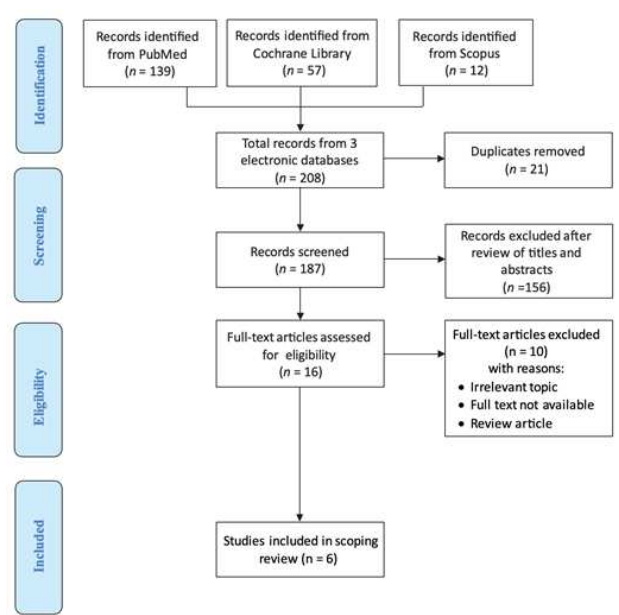 Identification
Records identified
from PubMed
(n = 139)
Records identified from
Cochrane Library
(n = 57)
Records identified
from Scopus
(n = 12)
Total records from 3
electronic databases
(n = 208)
Duplicates removed
(n = 21)
Screening
Records screened
(n = 187)
Records excluded after
review of titles and
abstracts
(n =156)
Eligibility
Full-text articles assessed
for eligibility
(n = 16)
Full-text articles excluded
(n = 10)
with reasons:
• Irrelevant topic
• Full text not available
• Review article
Included
Studies included in scoping
review (n = 6)